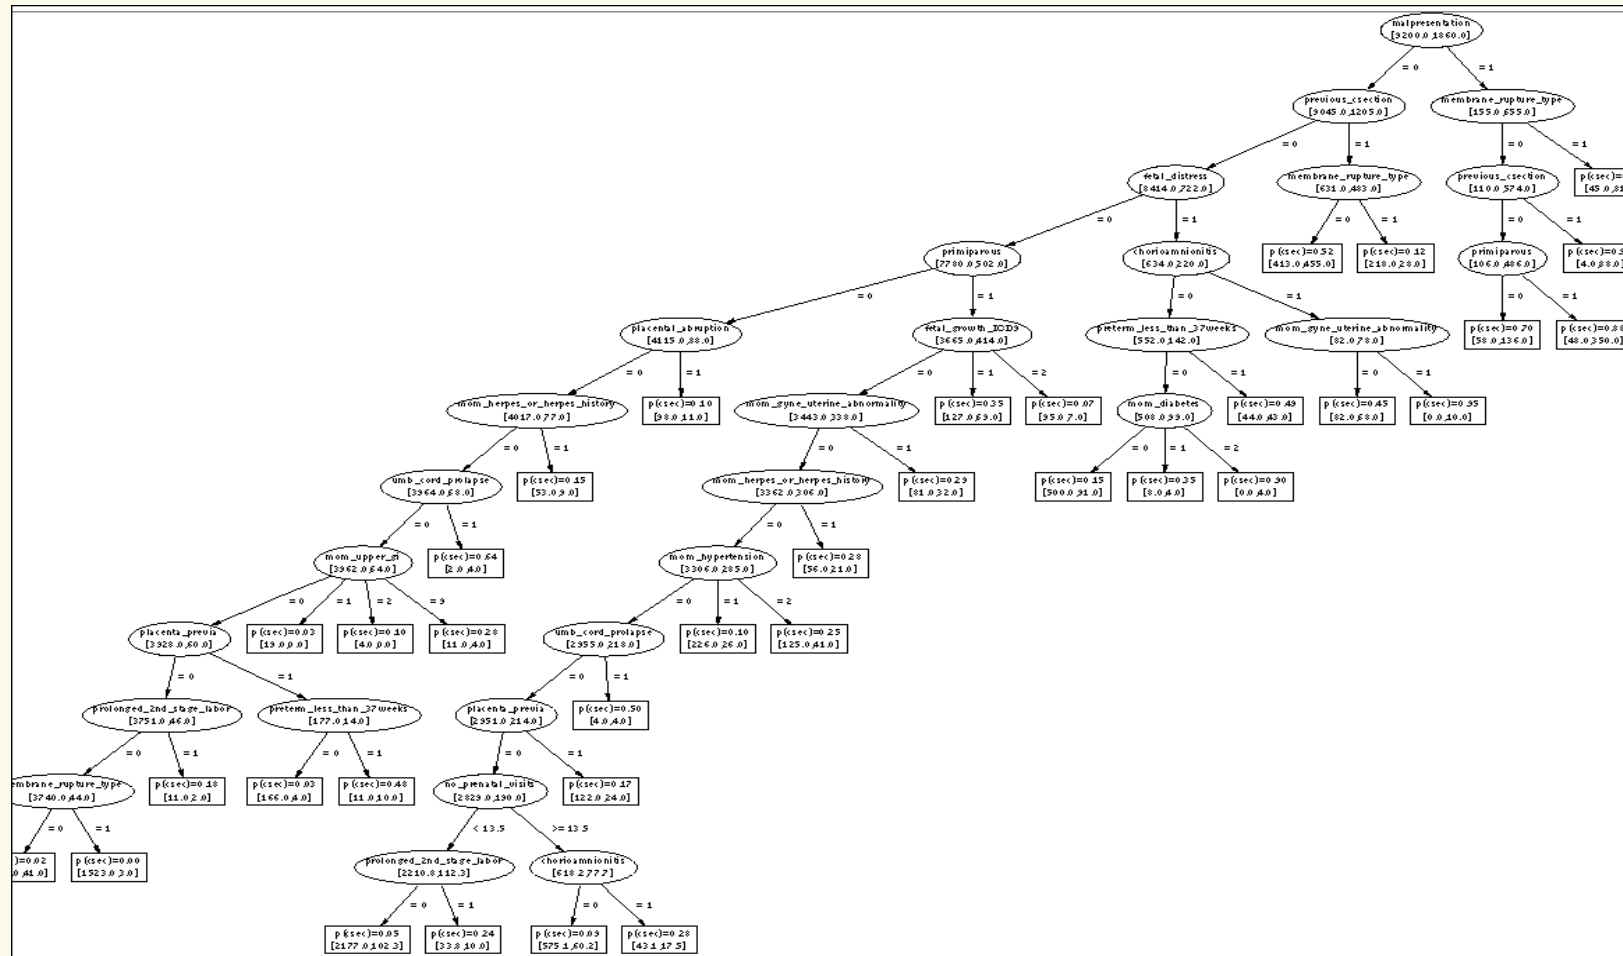 malpresentation
[9200.0,1860.0]
= 0
= 1
previous_csection
[9045.0,1205.0]
membrane_rupture_type
[155.0,655.0]
= 0
= 1
= 0
= 1
fetal_distress
[8414.0,722.0]
membrane_rupture_type
[631.0,483.0]
previous_csection
[110.0,574.0]
= 0
= 1
= 0
= 1
= 0
= 1
primiparous
[7780.0,502.0]
chorioamnionitis
[634.0,220.0]
p(csec)=0.52
[413.0,455.0]
p(csec)=0.12
[218.0,28.0]
primiparous
[106.0,486.0]
[4.0,88.0
= 0
= 1
= 0
= 1
= 0
= 1
placental_abruption
[4115.0,88.0]
fetal_growth_ICD9
[3665.0,414.0]
preterm_less_than_37weeks
[552.0,142.0]
mom_gyne_uterine_abnormality
[82.0,78.0]
p(csec)=0.70
[58.0,136.0]
p(csec)=0.88
[48.0,350.0]
= 0
= 1
= 0
= 1
= 2
= 0
= 1
= 0
= 1
mom_herpes_or_herpes_history
[4017.0,77.0]
p(csec)=0.10
[98.0,11.0]
mom_gyne_uterine_abnormality
[3443.0,338.0]
p(csec)=0.35
[127.0,69.0]
p(csec)=0.07
[95.0,7.0]
mom_diabetes
[508.0,99.0]
p(csec)=0.49
[44.0,43.0]
p(csec)=0.45
[82.0,68.0]
p(csec)=0.95
[0.0,10.0]
= 0
= 1
= 0
= 1
= 0
= 1
= 2
umb_cord_prolapse
[3964.0,68.0]
p(csec)=0.15
[53.0,9.0]
mom_herpes_or_herpes_history
[3362.0,306.0]
p(csec)=0.29
[81.0,32.0]
p(csec)=0.15
[500.0,91.0]
p(csec)=0.35
[8.0,4.0]
p(csec)=0.90
[0.0,4.0]
= 0
= 1
= 0
= 1
mom_upper_gi
[3962.0,64.0]
p(csec)=0.64
[2.0,4.0]
mom_hypertension
[3306.0,285.0]
p(csec)=0.28
[56.0,21.0]
= 0
= 1
= 2
= 9
= 0
= 1
= 2
placenta_previa
[3928.0,60.0]
p(csec)=0.03
[19.0,0.0]
p(csec)=0.10
[4.0,0.0]
p(csec)=0.28
[11.0,4.0]
umb_cord_prolapse
[2955.0,218.0]
p(csec)=0.10
[226.0,26.0]
p(csec)=0.25
[125.0,41.0]
= 0
= 1
= 0
= 1
prolonged_2nd_stage_labor
[3751.0,46.0]
preterm_less_than_37weeks
[177.0,14.0]
placenta_previa
[2951.0,214.0]
p(csec)=0.50
[4.0,4.0]
= 0
= 1
= 0
= 1
= 0
= 1
embrane_rupture_type
[3740.0,44.0]
p(csec)=0.18
[11.0,2.0]
p(csec)=0.03
[166.0,4.0]
p(csec)=0.48
[11.0,10.0]
no_prenatal_visits
[2829.0,190.0]
p(csec)=0.17
[122.0,24.0]
= 0
= 1
< 13.5
>= 13.5
)=0.02
0,41.0]
p(csec)=0.00
[1523.0,3.0]
prolonged_2nd_stage_labor
[2210.8,112.3]
chorioamnionitis
[618.2,77.7]
= 0
= 1
= 0
= 1
p(csec)=0.05
[2177.0,102.3]
p(csec)=0.24
[33.8,10.0]
p(csec)=0.09
[575.1,60.2]
p(csec)=0.28
[43.1,17.5]